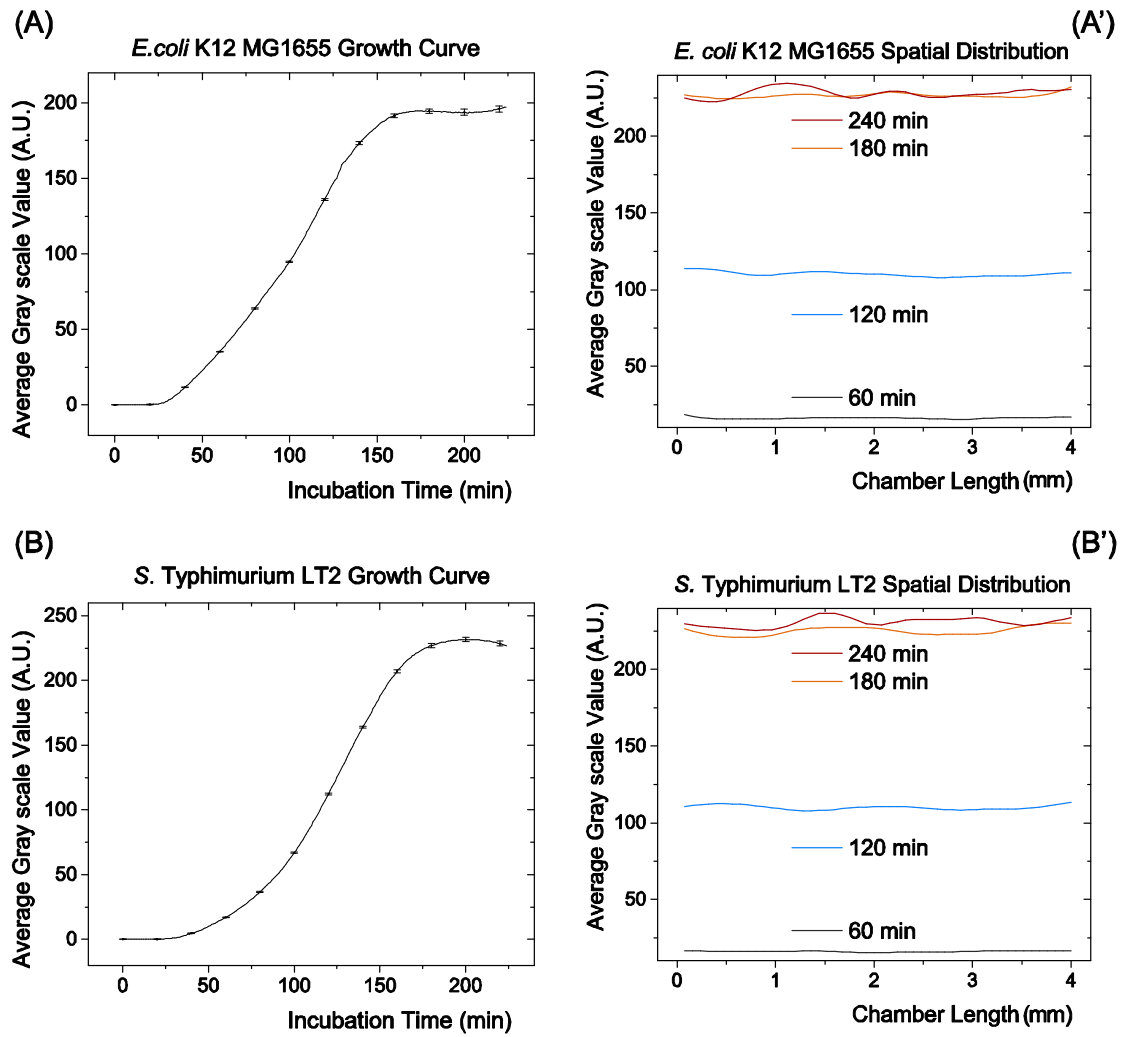 (A)
E.coli K12 MG1655 Growth Curve
Average Gray scale Value (A.U.)
200
150
100
50
0
0 50 100 150 200
Incubation Time (min)
(A')
E. coli K12 MG1655 Spatial Distribution
Average Gray scale Value (A.U.)
200
150
100
50
240 min
180 min
120 min
60 min
0 1 2 3 4
Chamber Length (mm)
(B)
S. Typhimurium LT2 Growth Curve
Average Gray scale Value (A.U.)
250
200
150
100
50
0
0 50 100 150 200
Incubation Time (min)
(B')
S. Typhimurium LT2 Spatial Distribution
Average Gray scale Value (A.U.)
200
150
100
50
240 min
180 min
120 min
60 min
0 1 2 3 4
Chamber Length (mm)